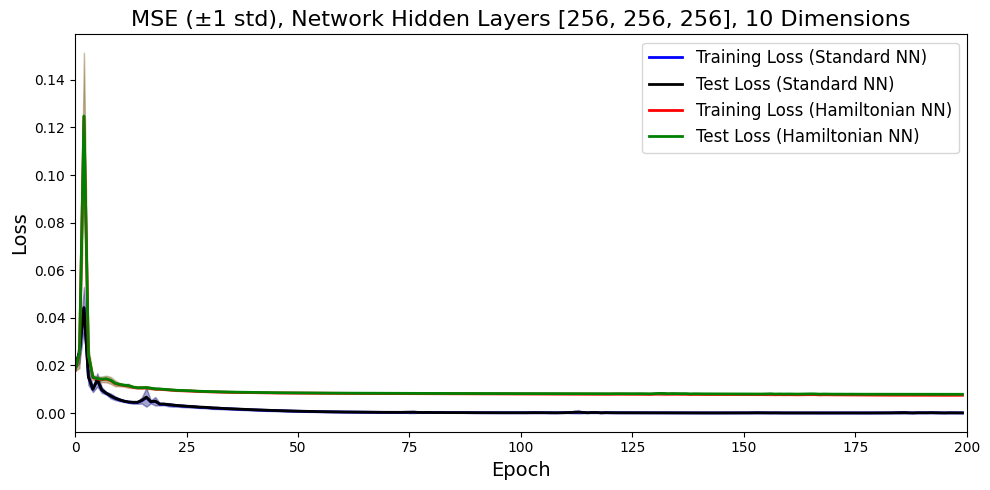 MSE (±1 std), Network Hidden Layers [256, 256, 256], 10 Dimensions
Training Loss (Standard NN)
Test Loss (Standard NN)
Training Loss (Hamiltonian NN)
Test Loss (Hamiltonian NN)
Loss
0.14
0.12
0.10
0.08
0.06
0.04
0.02
0.00
0 25 50 75 100 125 150 175 200
Epoch